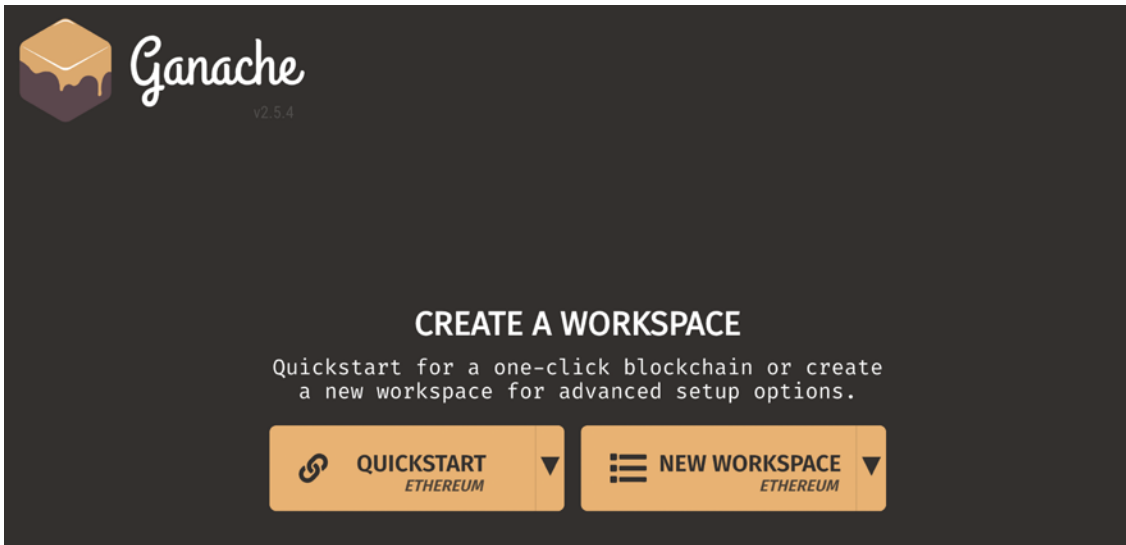 Ganache
v2.5.4
CREATE A WORKSPACE
Quickstart for a one-click blockchain or create
a new workspace for advanced setup options.
QUICKSTART
ETHEREUM
NEW WORKSPACE
ETHEREUM